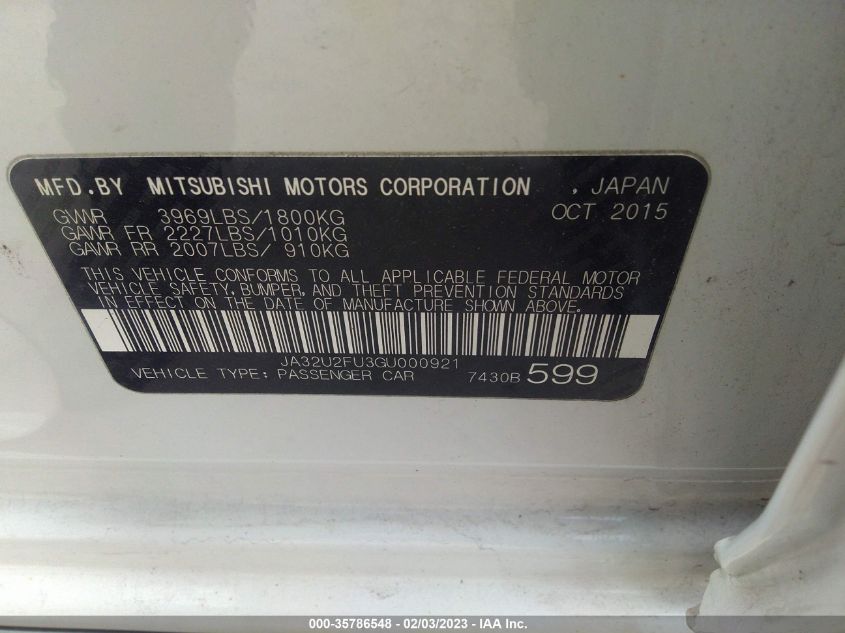 MFD.BY MITSUBISHI MOTORS CORPORATION , JAPAN
GVWR 3969LBS/1800KG OCT 2015
GAWR FR 2227LBS/1010KG
GAWR RR 2007LBS/ 910KG
THIS VEHICLE CONFORMS TO ALL APPLICABLE FEDERAL MOTOR
VEHICLE SAFETY, BUMPER, AND THEFT PREVENTION STANDARDS
IN EFFECT ON THE DATE OF MANUFACTURE SHOWN ABOVE.
JA32U2FU3GU000921
VEHICLE TYPE: PASSENGER CAR 7430B 599
000-35786548 - 02/03/2023 - IAA Inc.